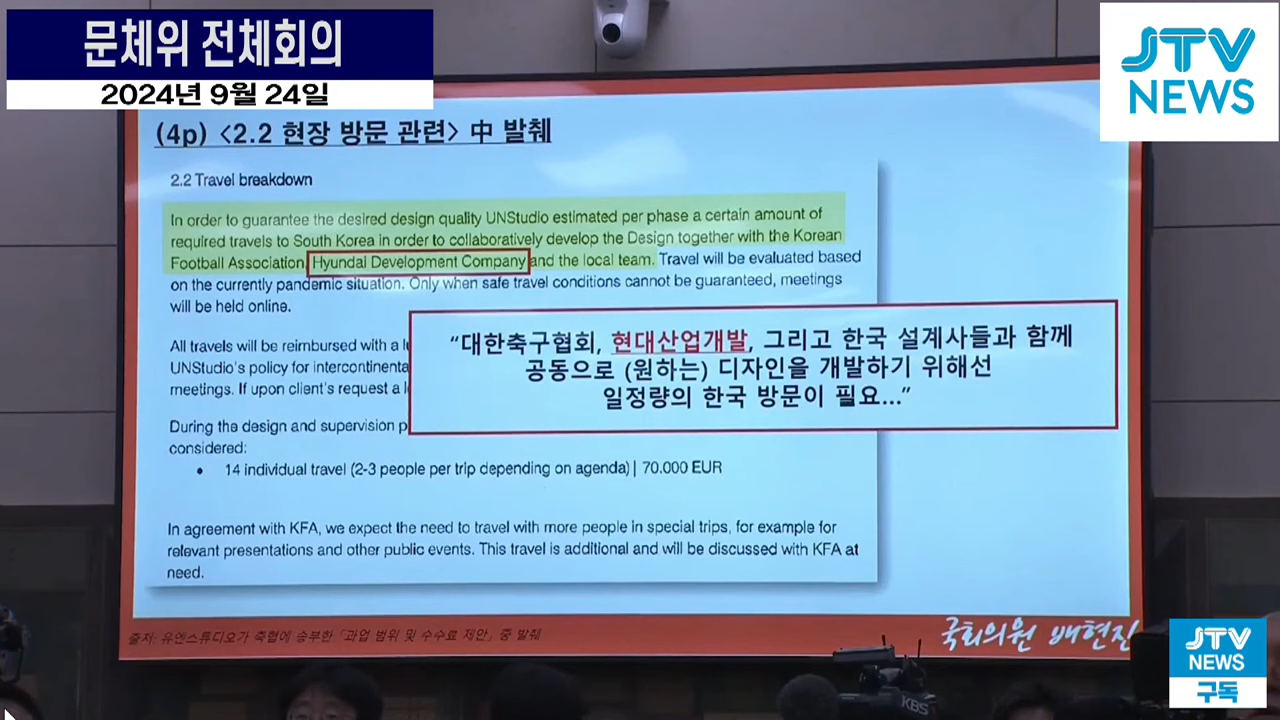 문체위 전체회의
2024년 9월 24일
JTV
NEWS
(4p) <2.2 현장 방문 관련> 中 발췌
2.2 Travel breakdown
In order to guarantee the desired design quality UNStudio estimated per phase a certain amount of
required travels to South Korea in order to collaboratively develop the Design together with the Korean
Football Association, Hyundai Development Company and the local team. Travel will be evaluated based
on the currently pandemic situation. Only when safe travel conditions cannot be guaranteed, meetings
will be held online.
All travels will be reimbursed with a
UNStudio's policy for intercontinenta
meetings. If upon client's request a
"대한축구협회, 현대산업개발, 그리고 한국 설계사들과 함께
공동으로 (원하는) 디자인을 개발하기 위해선
일정량의 한국 방문이 필요..."
During the design and supervision p
considered:
• 14 individual travel (2-3 people per trip depending on agenda) | 70.000 EUR
In agreement with KFA, we expect the need to travel with more people in special trips, for example for
relevant presentations and other public events. This travel is additional and will be discussed with KFA at
need.
출처: 유엔스튜디오가 축협에 송부한 「과업 범위 및 수수료 제안」 중 발췌
국회의원 배현진
KBS
JTV
NEWS
구독